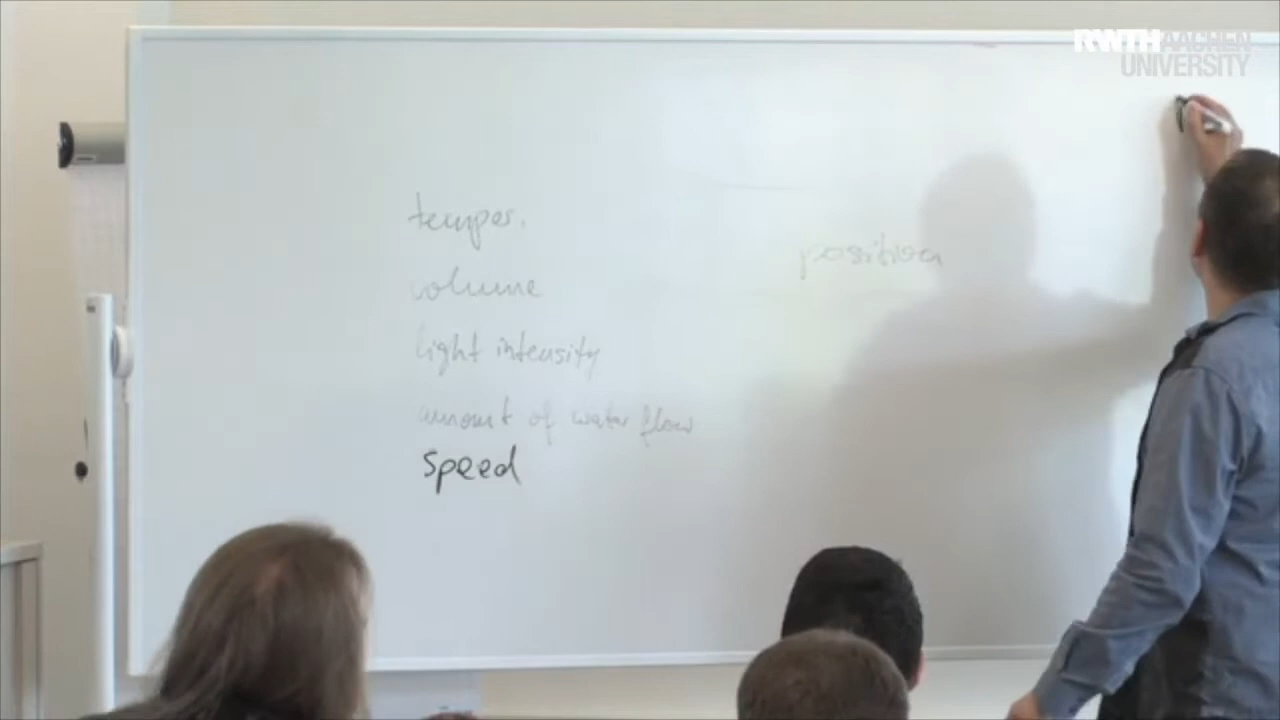 RWTH AACHEN
UNIVERSITY
temper.
volume
position
light intensity
amount of water flow
speed